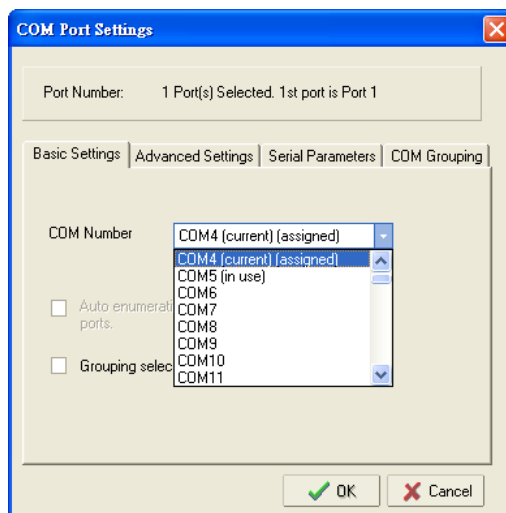 COM Port Settings
Port Number: 1 Port(s) Selected. 1st port is Port 1
Basic Settings Advanced Settings Serial Parameters COM Grouping
COM Number COM4 (current) (assigned)
COM4 (current) (assigned)
COM5 (in use)
COM6
Auto
COM7
ports.
COM8
COM9
Grouping
COM10
COM11
OK Cancel